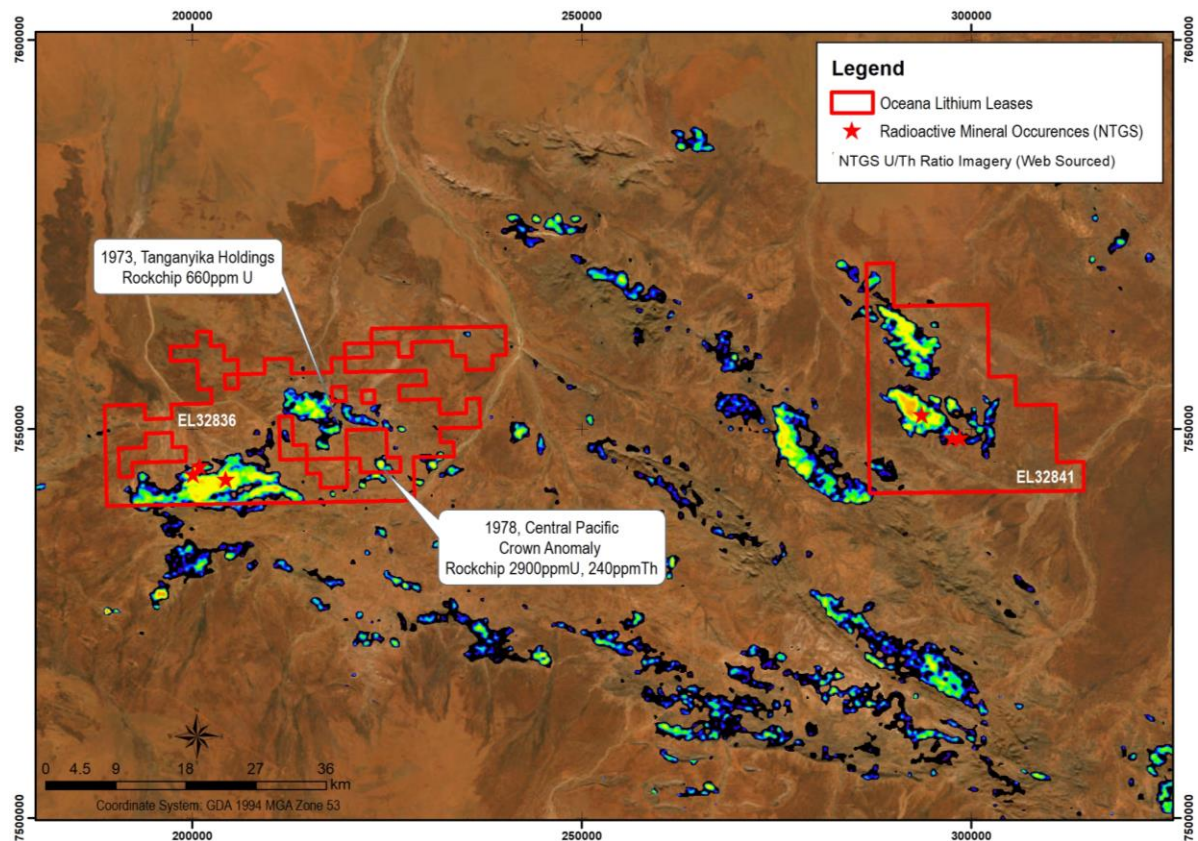 200000
250000
300000
7600000
7600000
Legend
Oceana Lithium Leases
Radioactive Mineral Occurences (NTGS)
NTGS U/Th Ratio Imagery (Web Sourced)
1973, Tanganyika Holdings
Rockchip 660ppm U
EL32836
7550000
7550000
EL32841
1978, Central Pacific
Crown Anomaly
Rockchip 2900ppmU, 240ppmTh
0 4.5 9 18 27 36
km
Coordinate System: GDA 1994 MGA Zone 53
7500000
7500000
200000
250000
300000